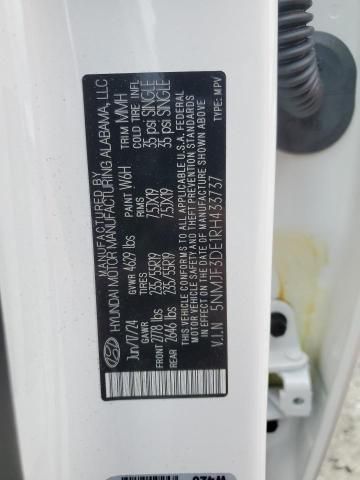 MANUFACTURED BY
HYUNDAI MOTOR MANUFACTURING ALABAMA, LLC
Jun/17/24 GVWR 4629 lbs PAINT W6H TRIM MMH
GAWR TIRES RIMS COLD TIRE INFL
FRONT 2778 lbs 235/55R19 7.5JX19 35 psi SINGLE
REAR 2646 lbs 235/55R19 7.5JX19 35 psi SINGLE
THIS VEHICLE CONFORMS TO ALL APPLICABLE U.S.A. FEDERAL
MOTOR VEHICLE SAFETY BUMPER, AND THEFT PREVENTION STANDARDS
IN EFFECT ON THE DATE OF MANUFACTURE SHOWN ABOVE.
V.I.N 5NMJF3DE1RH433737 TYPE: MPV